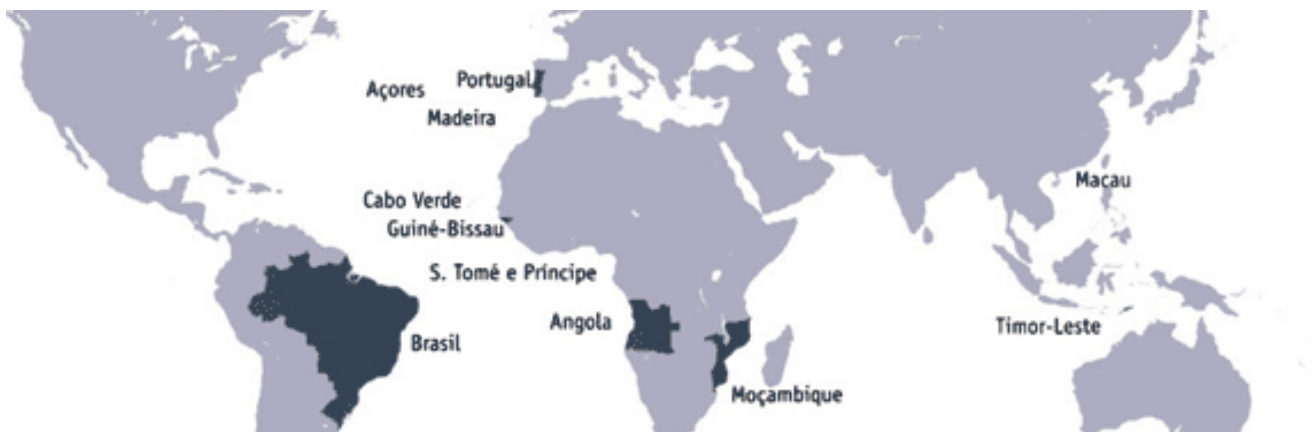 Açores
Portugal
Madeira
Cabo Verde
Guiné-Bissau
S. Tomé e Príncipe
Angola
Brasil
Moçambique
Macau
Timor-Leste